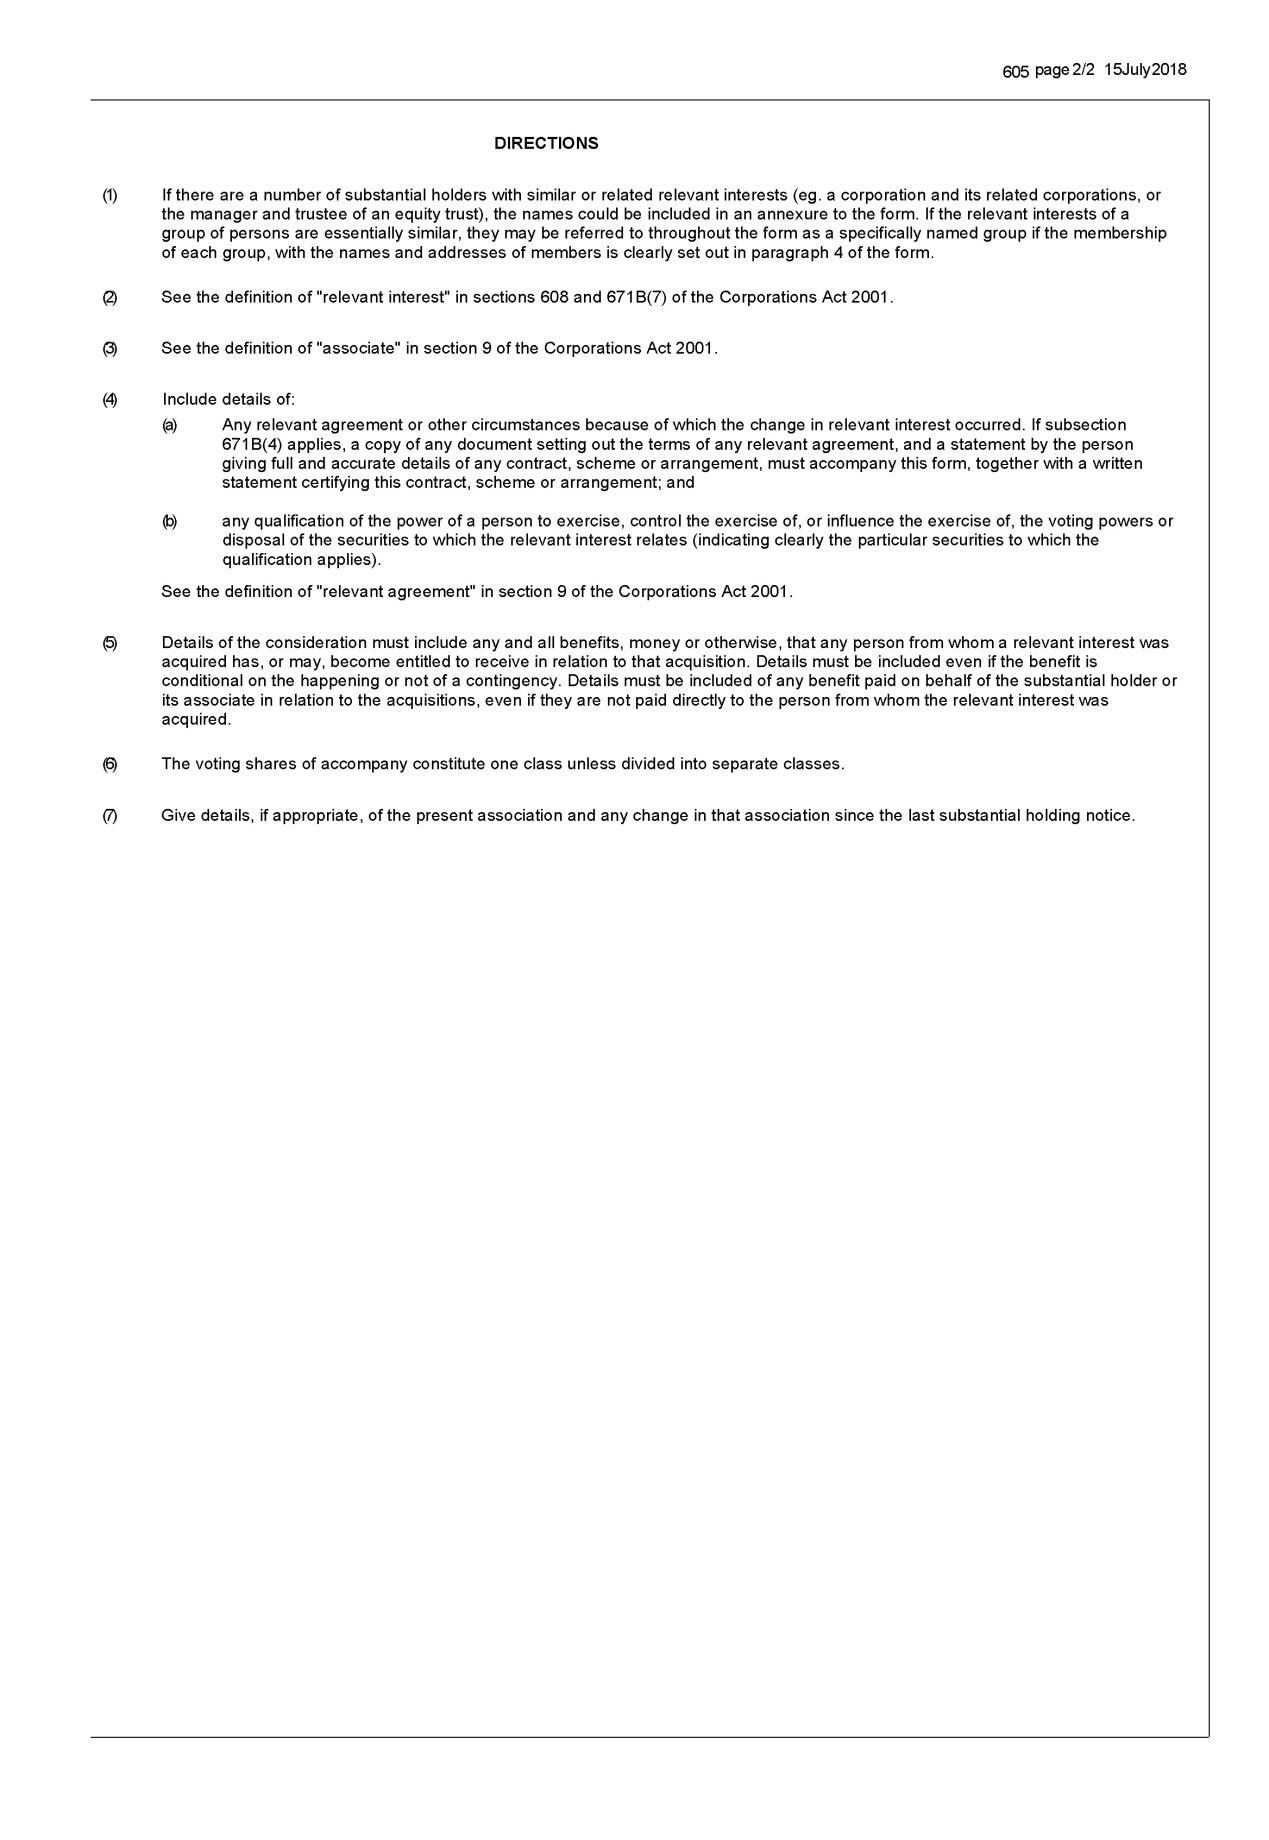 605 page 2/2 15July2018
DIRECTIONS
(1) If there are a number of substantial holders with similar or related relevant interests (eg. a corporation and its related corporations, or
the manager and trustee of an equity trust), the names could be included in an annexure to the form. If the relevant interests of a
group of persons are essentially similar, they may be referred to throughout the form as a specifically named group if the membership
of each group, with the names and addresses of members is clearly set out in paragraph 4 of the form.
(2) See the definition of "relevant interest" in sections 608 and 671B(7) of the Corporations Act 2001.
(3) See the definition of "associate" in section 9 of the Corporations Act 2001.
(4) Include details of:
(a) Any relevant agreement or other circumstances because of which the change in relevant interest occurred. If subsection
671B(4) applies, a copy of any document setting out the terms of any relevant agreement, and a statement by the person
giving full and accurate details of any contract, scheme or arrangement, must accompany this form, together with a written
statement certifying this contract, scheme or arrangement; and
(b) any qualification of the power of a person to exercise, control the exercise of, or influence the exercise of, the voting powers or
disposal of the securities to which the relevant interest relates (indicating clearly the particular securities to which the
qualification applies).
See the definition of "relevant agreement" in section 9 of the Corporations Act 2001.
(5) Details of the consideration must include any and all benefits, money or otherwise, that any person from whom a relevant interest was
acquired has, or may, become entitled to receive in relation to that acquisition. Details must be included even if the benefit is
conditional on the happening or not of a contingency. Details must be included of any benefit paid on behalf of the substantial holder or
its associate in relation to the acquisitions, even if they are not paid directly to the person from whom the relevant interest was
acquired.
(6) The voting shares of accompany constitute one class unless divided into separate classes.
(7) Give details, if appropriate, of the present association and any change in that association since the last substantial holding notice.